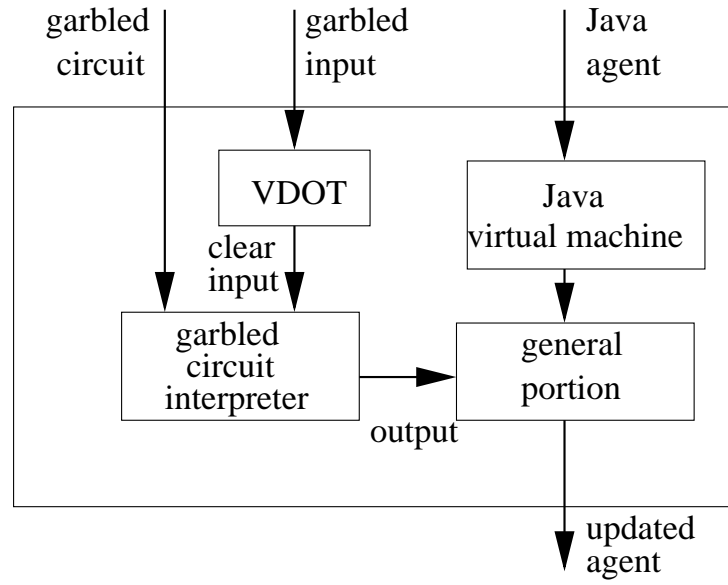 garbled
circuit
garbled
input
Java
agent
VDOT
Java
virtual machine
clear
input
garbled
circuit
interpreter
general
portion
output
updated
agent